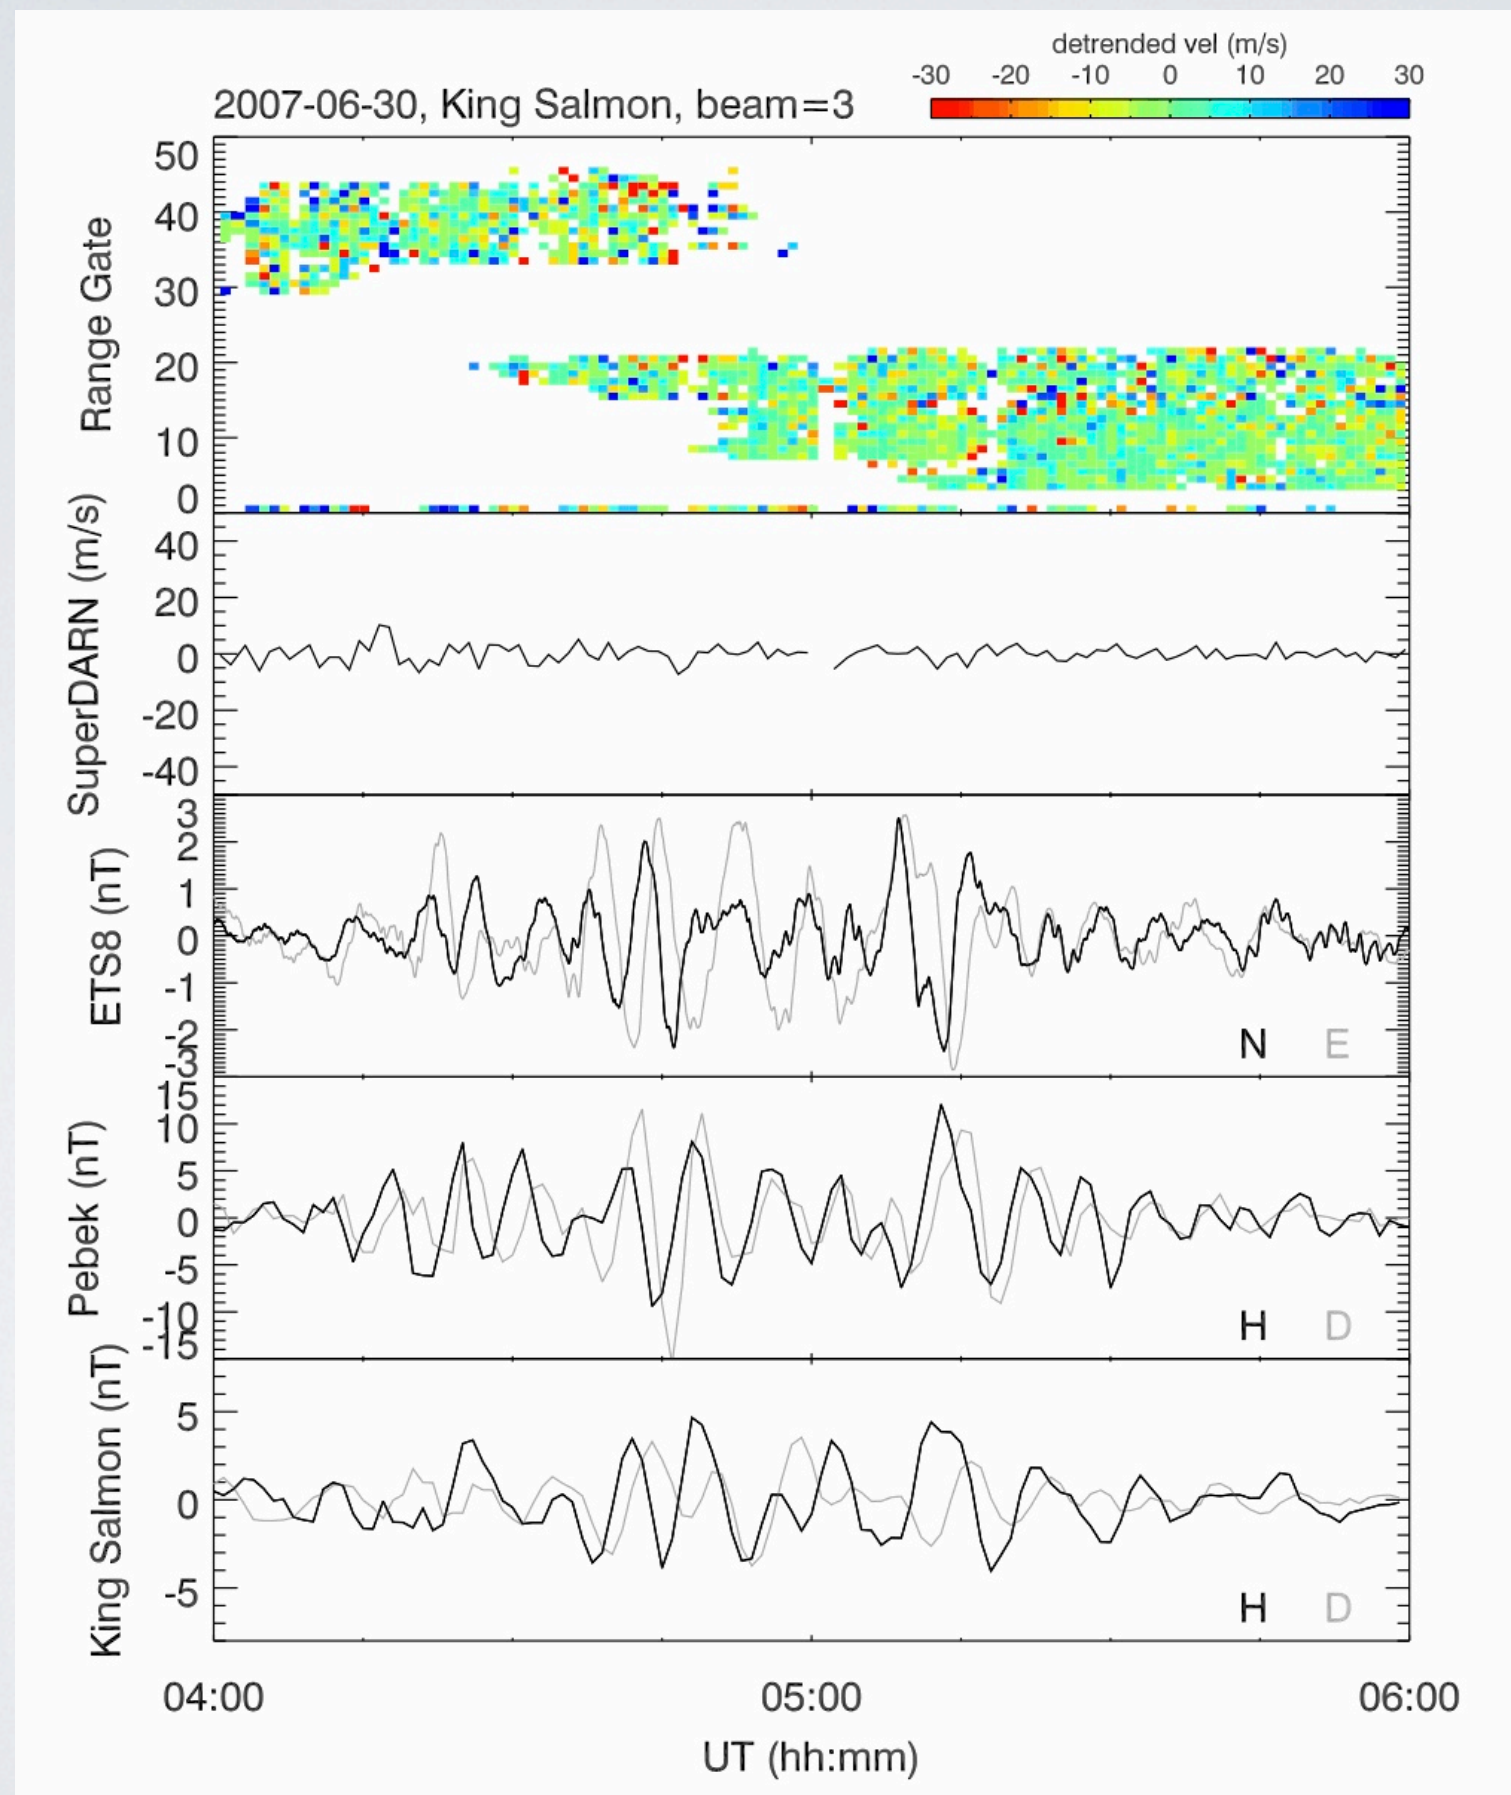 detrended vel (m/s)
-30 -20 -10 0 10 20 30
2007-06-30, King Salmon, beam=3
Range Gate
50
40
30
20
10
0
SuperDARN (m/s)
40
20
0
-20
-40
ETS8 (nT)
3
2
1
0
-1
-2
-3
N E
Pebek (nT)
15
10
5
0
-5
-10
-15
H D
King Salmon (nT)
5
0
-5
H D
04:00 05:00 06:00
UT (hh:mm)